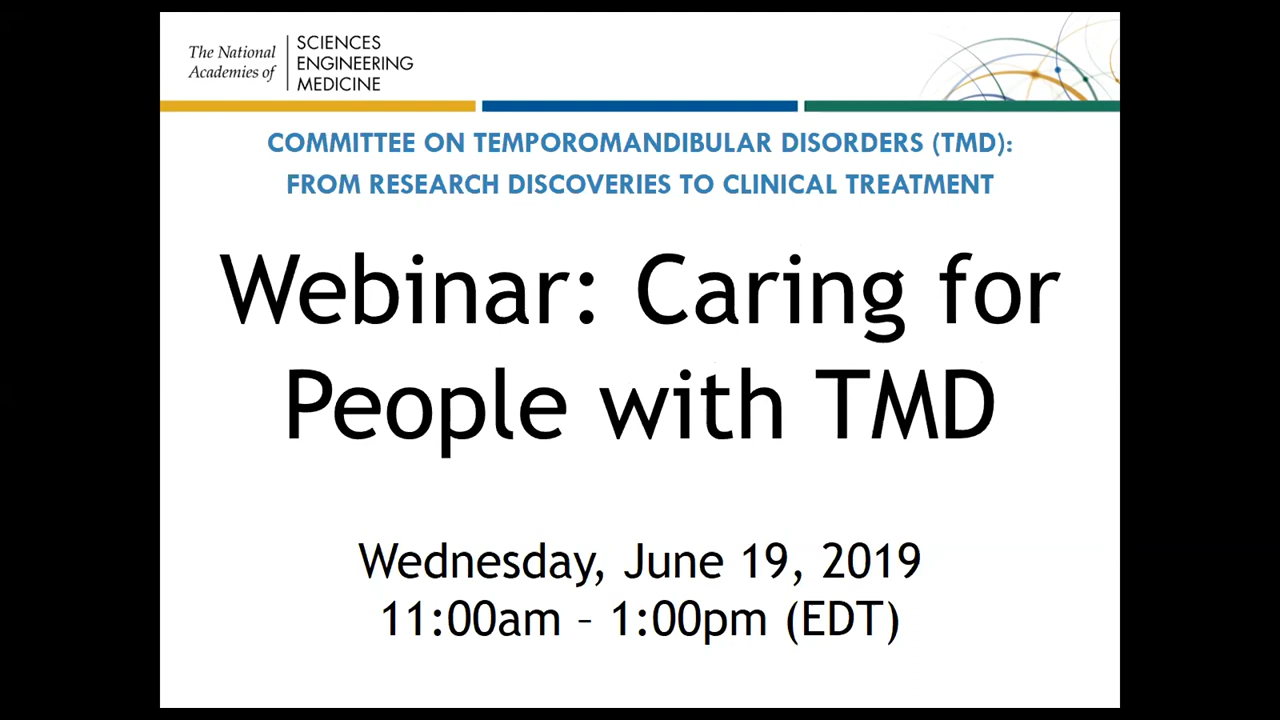 The National
Academies of
SCIENCES
ENGINEERING
MEDICINE
COMMITTEE ON TEMPOROMANDIBULAR DISORDERS (TMD):
FROM RESEARCH DISCOVERIES TO CLINICAL TREATMENT
Webinar: Caring for
People with TMD
Wednesday, June 19, 2019
11:00am – 1:00pm (EDT)